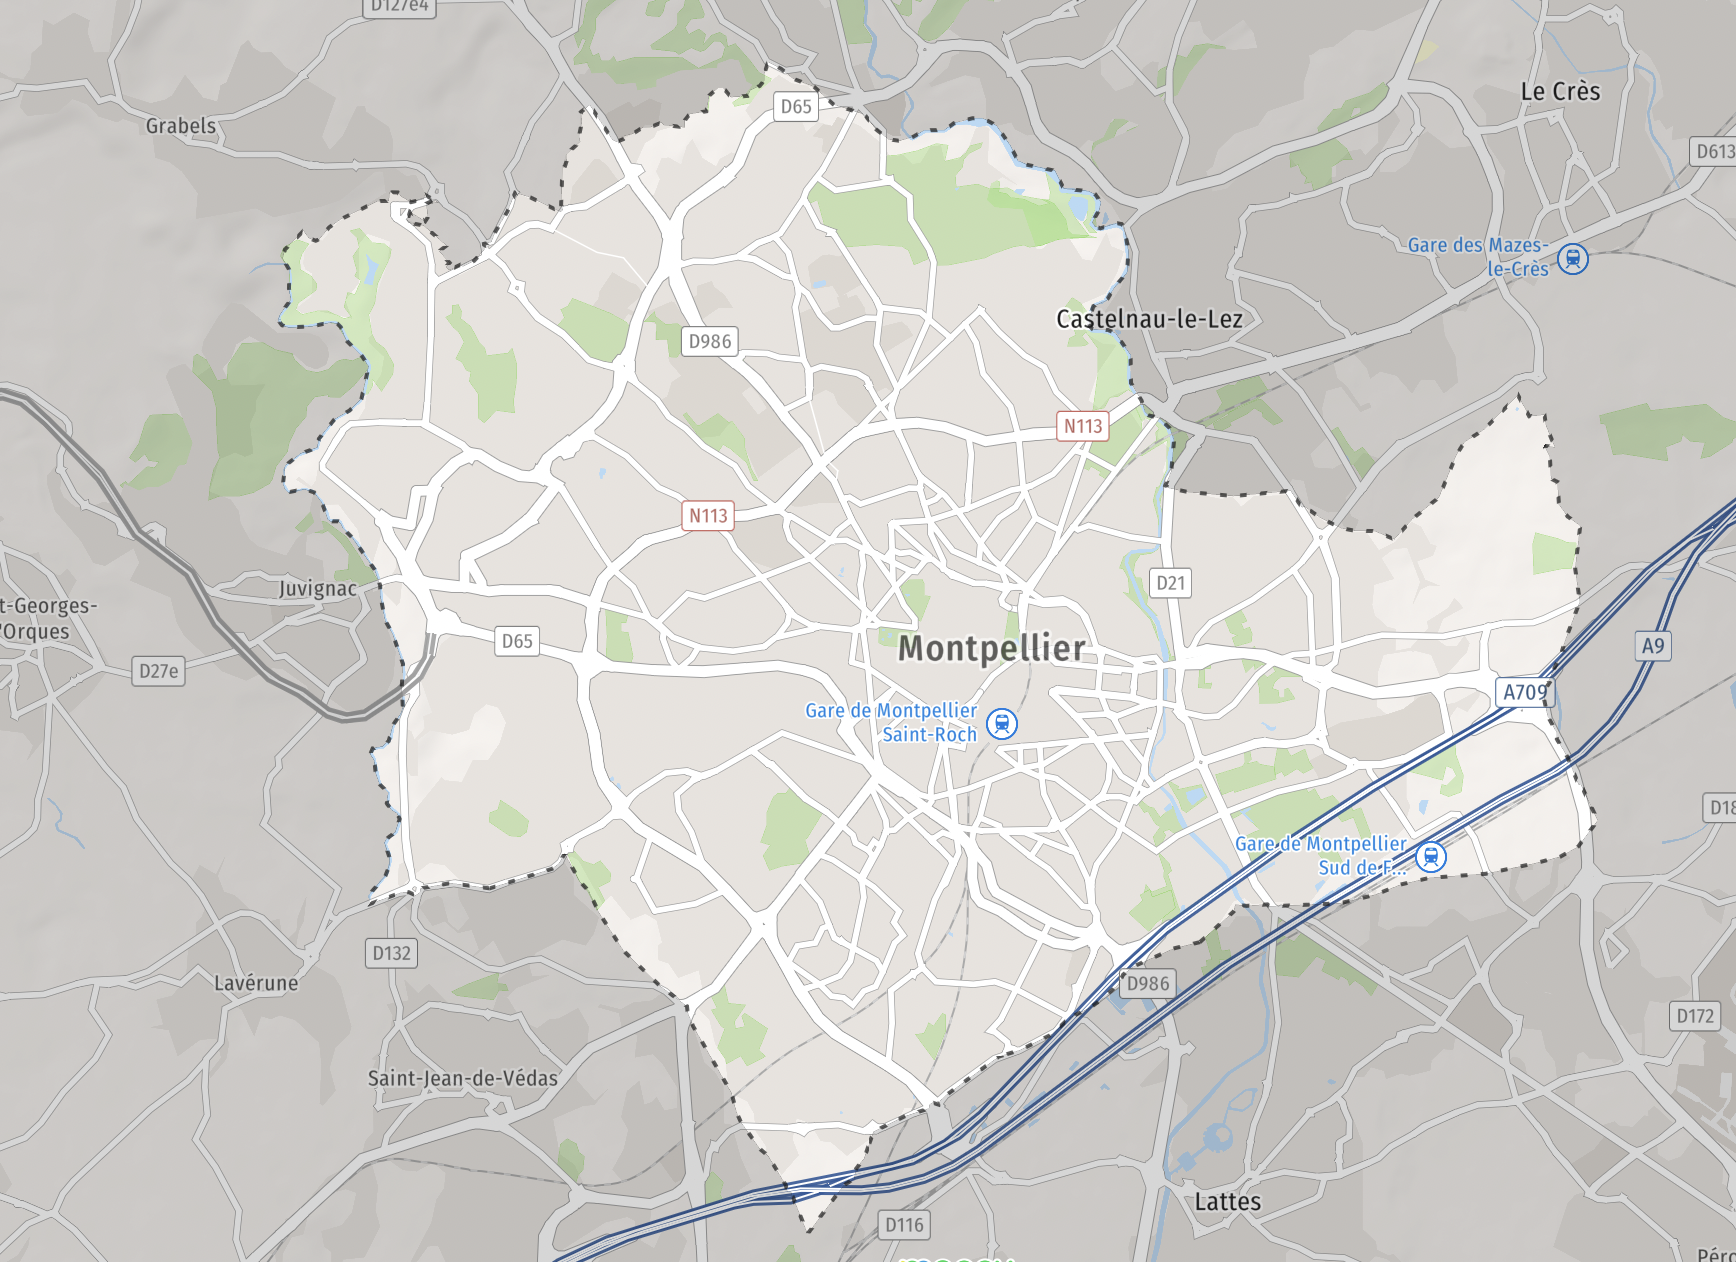 D127e4
Le Crès
D65
Grabels
D613
Gare des Mazes-
le-Crès
Castelnau-le-Lez
D986
N113
N113
D21
Juvignac
t-Georges-
'Orques
D65
Montpellier
A9
D27e
A709
Gare de Montpellier
Saint-Roch
D18
Gare de Montpellier
Sud de F...
D132
Lavérune
D986
D172
Saint-Jean-de-Védas
Lattes
D116
Péro